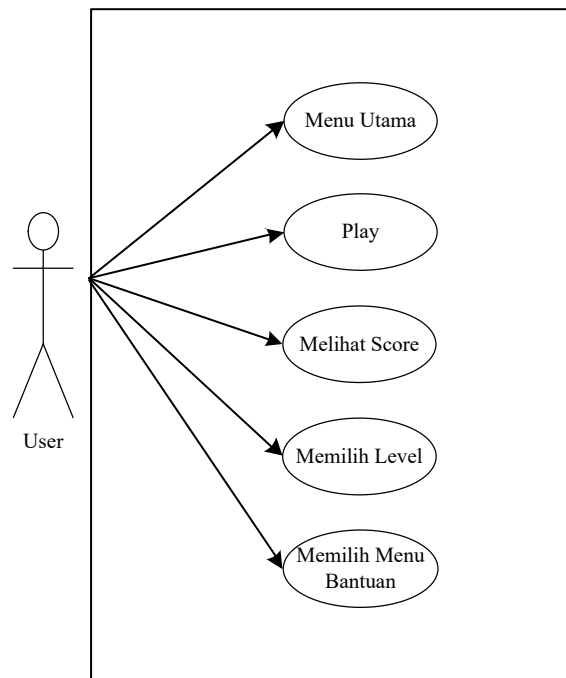 Menu Utama
Play
Melihat Score
User
Memilih Level
Memilih Menu
Bantuan